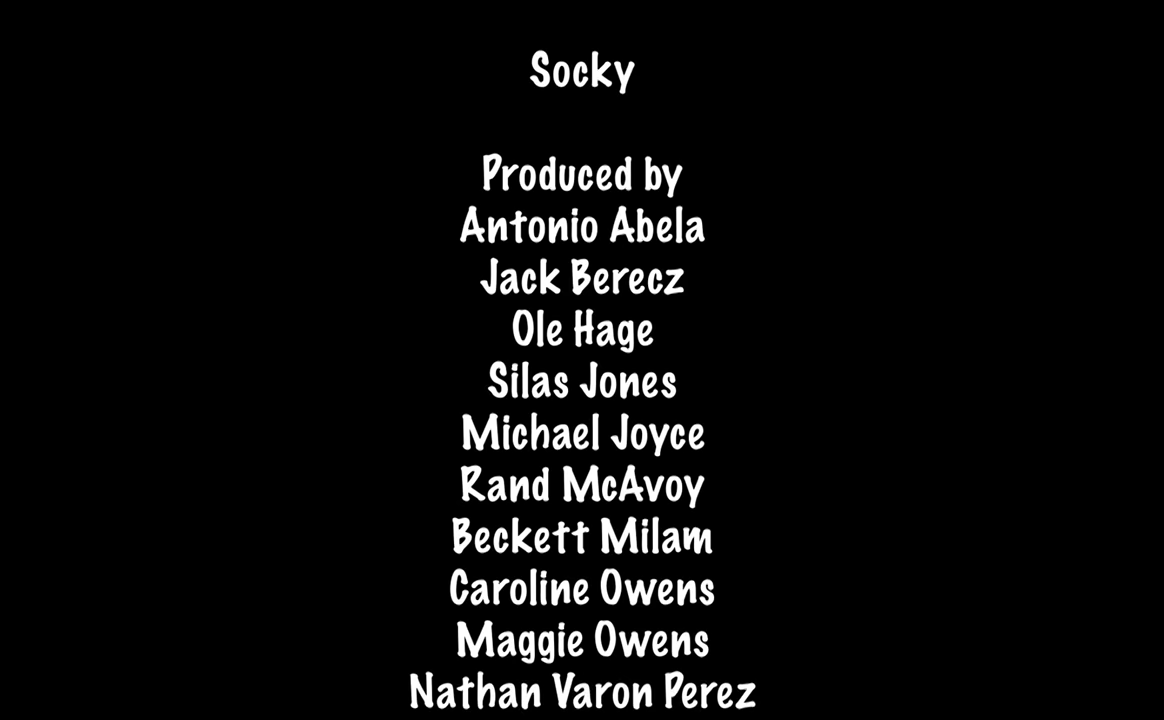 Socky
Produced by
Antonio Abela
Jack Berecz
Ole Hage
Silas Jones
Michael Joyce
Rand McAvoy
Beckett Milam
Caroline Owens
Maggie Owens
Nathan Varon Perez